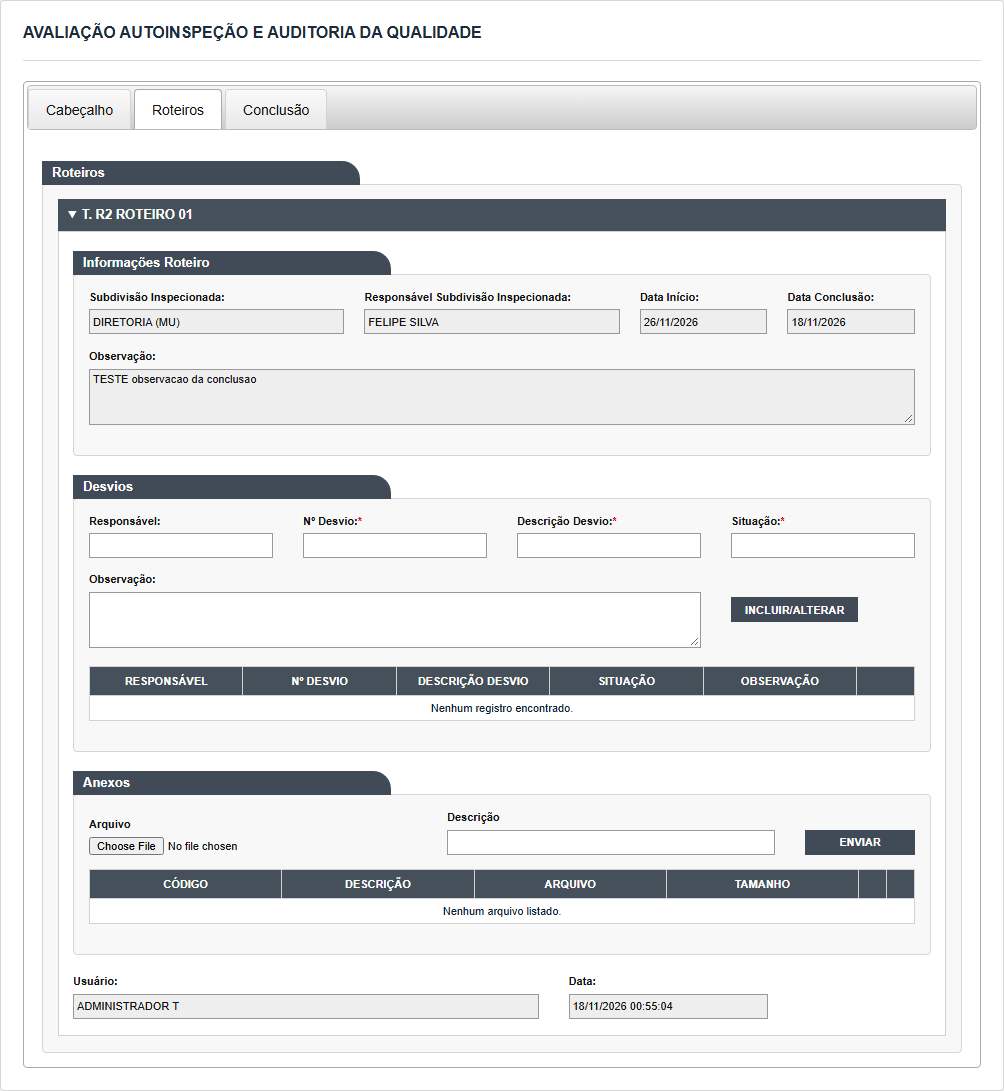 AVALIAÇÃO AUTOINSPEÇÃO E AUDITORIA DA QUALIDADE
Cabeçalho Roteiros Conclusão
Roteiros
▼ T. R2 ROTEIRO 01
Informações Roteiro
Subdivisão Inspecionada: Responsável Subdivisão Inspecionada: Data Início: Data Conclusão:
DIRETORIA (MU) FELIPE SILVA 26/11/2026 18/11/2026
Observação:
TESTE observacao da conclusao
Desvios
Responsável: Nº Desvio:* Descrição Desvio:* Situação:*
Observação:
INCLUIR/ALTERAR
RESPONSÁVEL Nº DESVIO DESCRIÇÃO DESVIO SITUAÇÃO OBSERVAÇÃO
Nenhum registro encontrado.
Anexos
Arquivo Descrição
Choose File No file chosen ENVIAR
CÓDIGO DESCRIÇÃO ARQUIVO TAMANHO
Nenhum arquivo listado.
Usuário: Data:
ADMINISTRADOR T 18/11/2026 00:55:04